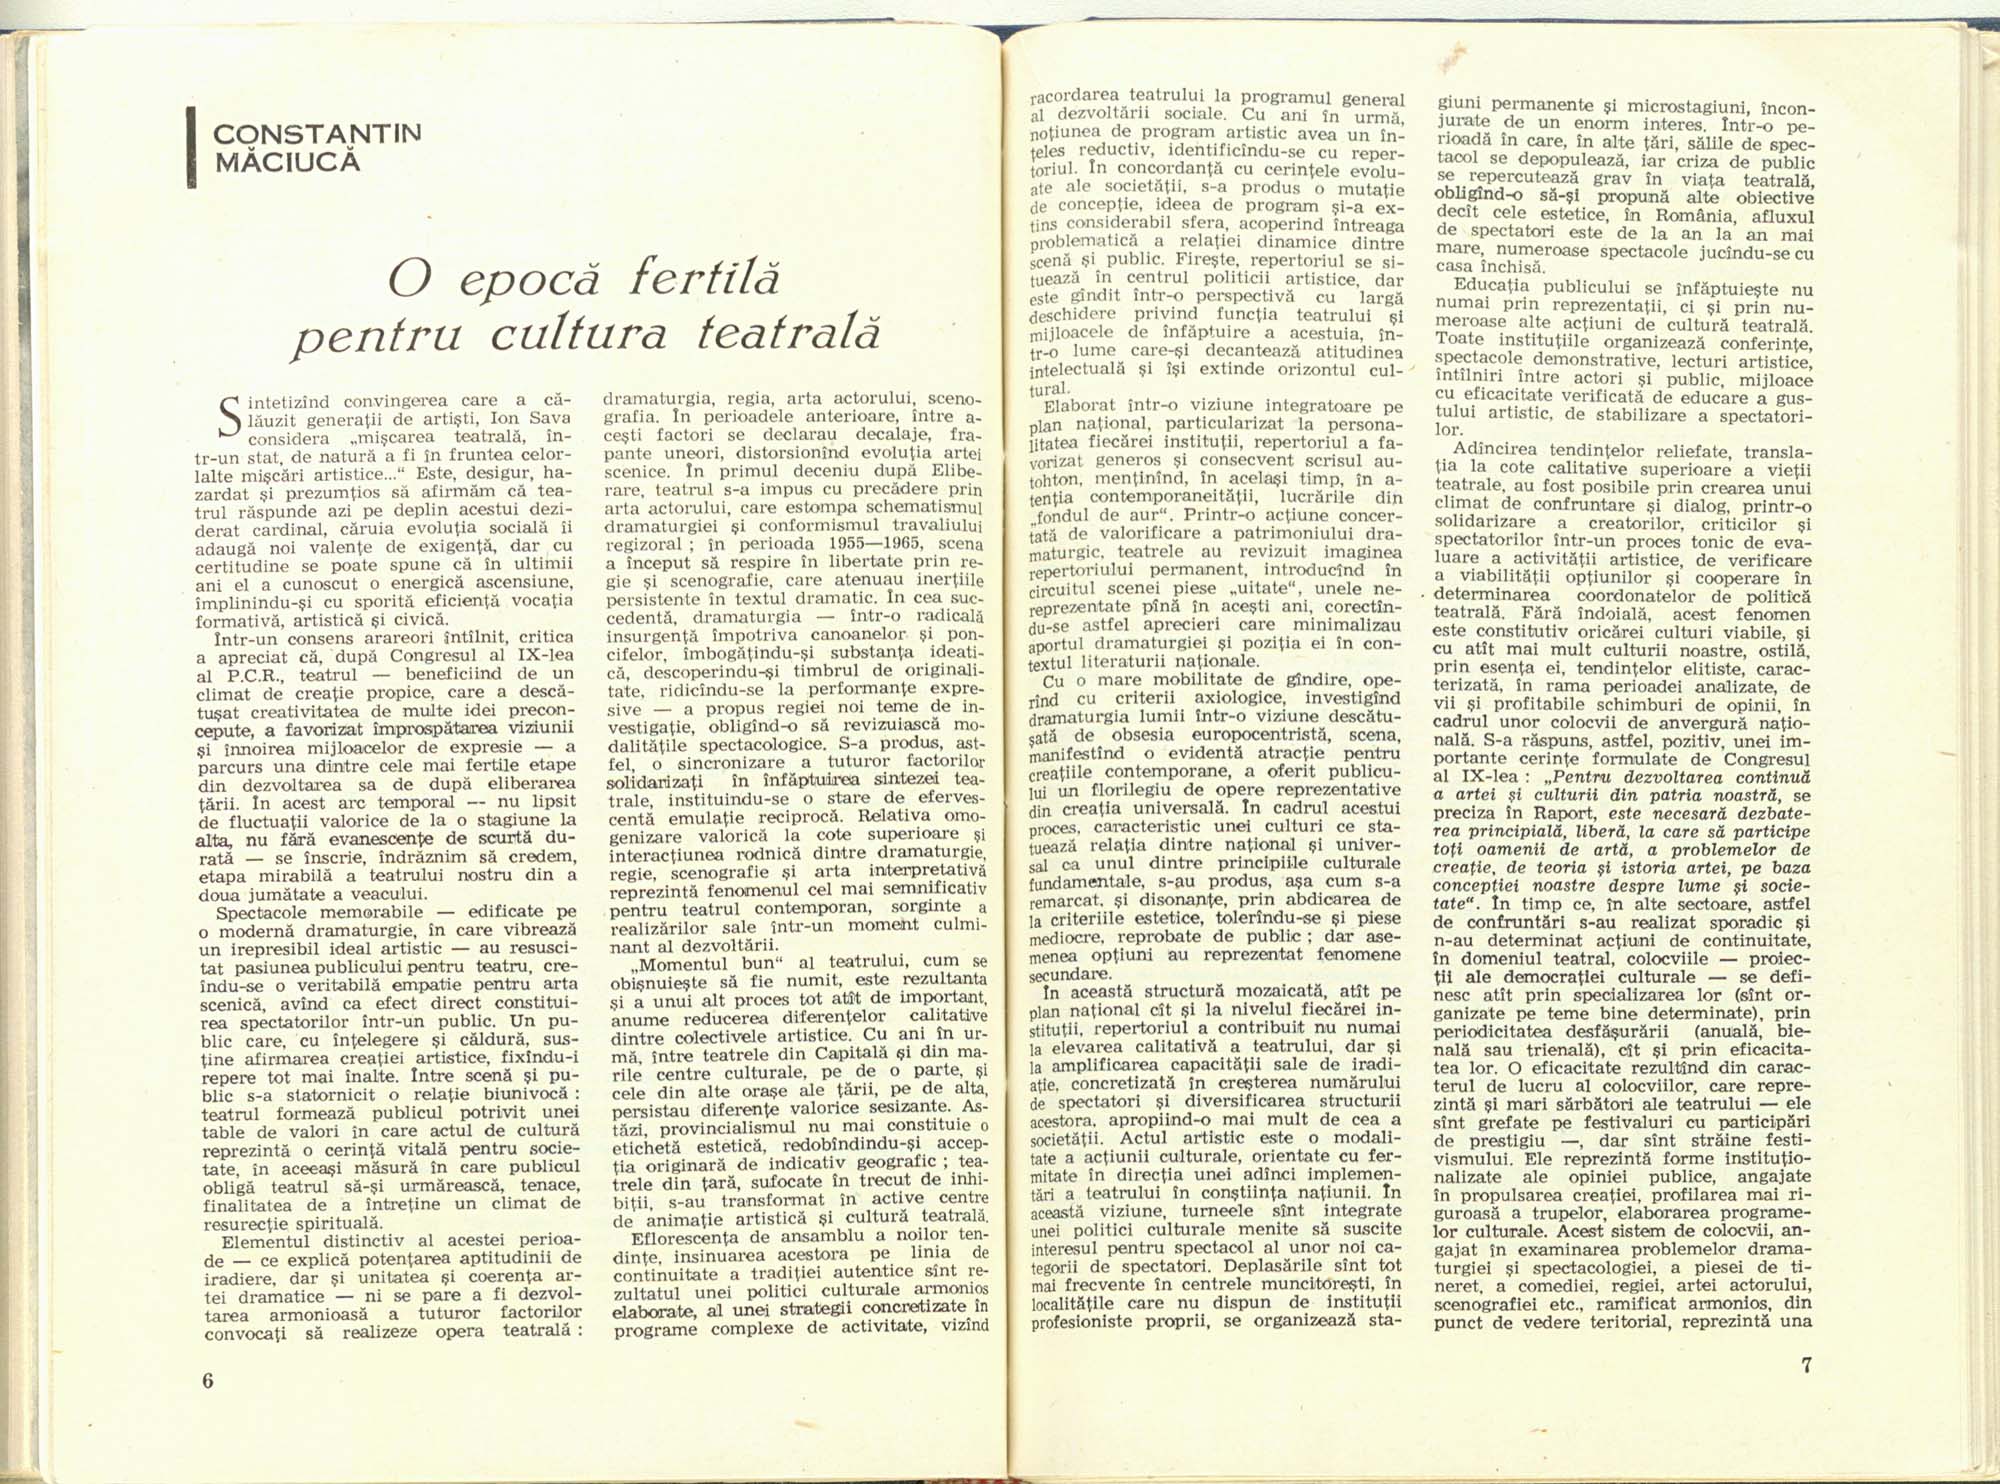 CONSTANTIN
MĂCIUCĂ
O epocă fertilă
pentru cultura teatrală
Sintetizînd convingerea care a că-
lăuzit generații de artiști, Ion Sava
considera „mișcarea teatrală, în-
tr-un stat, de natură a fi în fruntea celor-
lalte mișcări artistice...“ Este, desigur, ha-
zardat și prezumțios să afirmăm că tea-
trul răspunde azi pe deplin acestui dezi-
derat cardinal, căruia evoluția socială îi
adaugă noi valențe de exigență, dar cu
certitudine se poate spune că în ultimii
ani el a cunoscut o energică ascensiune,
împlinindu-și cu sporită eficiență vocația
formativă, artistică și civică.
Într-un consens arareori întîlnit, critica
a apreciat că, după Congresul al IX-lea
al P.C.R., teatrul — beneficiind de un
climat de creație propice, care a descă-
tușat creativitatea de multe idei precon-
cepute, a favorizat împrospătarea viziunii
și înnoirea mijloacelor de expresie — a
parcurs una dintre cele mai fertile etape
din dezvoltarea sa de după eliberarea
țării. În acest arc temporal — nu lipsit
de fluctuații valorice de la o stagiune la
alta, nu fără evanescențe de scurtă du-
rată — se înscrie, îndrăznim să credem,
etapa mirabilă a teatrului nostru din a
doua jumătate a veacului.
Spectacole memorabile — edificate pe
o modernă dramaturgie, în care vibrează
un irepresibil ideal artistic — au resusci-
tat pasiunea publicului pentru teatru, cre-
îndu-se o veritabilă empatie pentru arta
scenică, avînd ca efect direct constitui-
rea spectatorilor într-un public. Un pu-
blic care, cu înțelegere și căldură, sus-
ține afirmarea creației artistice, fixîndu-i
repere tot mai înalte. Între scenă și pu-
blic s-a statornicit o relație biunivocă :
teatrul formează publicul potrivit unei
table de valori în care actul de cultură
reprezintă o cerință vitală pentru socie-
tate, în aceeași măsură în care publicul
obligă teatrul să-și urmărească, tenace,
finalitatea de a întreține un climat de
resurecție spirituală.
Elementul distinctiv al acestei perioa-
de — ce explică potențarea aptitudinii de
iradiere, dar și unitatea și coerența ar-
tei dramatice — ni se pare a fi dezvol-
tarea armonioasă a tuturor factorilor
convocați să realizeze opera teatrală :
dramaturgia, regia, arta actorului, sceno-
grafia. În perioadele anterioare, între a-
cești factori se declarau decalaje, fra-
pante uneori, distorsionînd evoluția artei
scenice. În primul deceniu după Elibe-
rare, teatrul s-a impus cu precădere prin
arta actorului, care estompa schematismul
dramaturgiei și conformismul travaliului
regizoral ; în perioada 1955—1965, scena
a început să respire în libertate prin re-
gie și scenografie, care atenuau inerțiile
persistente în textul dramatic. În cea suc-
cedentă, dramaturgia — într-o radicală
insurgență împotriva canoanelor și pon-
cifelor, îmbogățindu-și substanța ideati-
că, descoperindu-și timbrul de originali-
tate, ridicîndu-se la performanțe expre-
sive — a propus regiei noi teme de in-
vestigație, obligînd-o să revizuiască mo-
dalitățile spectacologice. S-a produs, ast-
fel, o sincronizare a tuturor factorilor
solidarizați în înfăptuirea sintezei tea-
trale, instituindu-se o stare de eferves-
centă emulație reciprocă. Relativa omo-
genizare valorică la cote superioare și
interacțiunea rodnică dintre dramaturgie,
regie, scenografie și arta interpretativă
reprezintă fenomenul cel mai semnificativ
pentru teatrul contemporan, sorginte a
realizărilor sale într-un moment culmi-
nant al dezvoltării.
„Momentul bun“ al teatrului, cum se
obișnuiește să fie numit, este rezultanta
și a unui alt proces tot atît de important,
anume reducerea diferențelor calitative
dintre colectivele artistice. Cu ani în ur-
mă, între teatrele din Capitală și din ma-
rile centre culturale, pe de o parte, și
cele din alte orașe ale țării, pe de alta,
persistau diferențe valorice sesizante. As-
tăzi, provincialismul nu mai constituie o
etichetă estetică, redobîndindu-și accep-
ția originară de indicativ geografic ; tea-
trele din țară, sufocate în trecut de inhi-
biții, s-au transformat în active centre
de animație artistică și cultură teatrală.
Eflorescența de ansamblu a noilor ten-
dințe, insinuarea acestora pe linia de
continuitate a tradiției autentice sînt re-
zultatul unei politici culturale armonios
elaborate, al unei strategii concretizate în
programe complexe de activitate, vizînd
6
racordarea teatrului la programul general
al dezvoltării sociale. Cu ani în urmă,
noțiunea de program artistic avea un în-
țeles reductiv, identificîndu-se cu reper-
toriul. În concordanță cu cerințele evolu-
ate ale societății, s-a produs o mutație
de concepție, ideea de program și-a ex-
tins considerabil sfera, acoperind întreaga
problematică a relației dinamice dintre
scenă și public. Firește, repertoriul se si-
tuează în centrul politicii artistice, dar
este gîndit într-o perspectivă cu largă
deschidere privind funcția teatrului și
mijloacele de înfăptuire a acestuia, în-
tr-o lume care-și decantează atitudinea
intelectuală și își extinde orizontul cul-
tural.
Elaborat într-o viziune integratoare pe
plan național, particularizat la persona-
litatea fiecărei instituții, repertoriul a fa-
vorizat generos și consecvent scrisul au-
tohton, menținînd, în același timp, în a-
tenția contemporaneității, lucrările din
„fondul de aur“. Printr-o acțiune concer-
tată de valorificare a patrimoniului dra-
maturgic, teatrele au revizuit imaginea
repertoriului permanent, introducînd în
circuitul scenei piese „uitate“, unele ne-
reprezentate pînă în acești ani, corectîn-
du-se astfel aprecieri care minimalizau
aportul dramaturgiei și poziția ei în con-
textul literaturii naționale.
Cu o mare mobilitate de gîndire, ope-
rînd cu criterii axiologice, investigînd
dramaturgia lumii într-o viziune descătu-
șată de obsesia europocentristă, scena,
manifestînd o evidentă atracție pentru
creațiile contemporane, a oferit publicu-
lui un florilegiu de opere reprezentative
din creația universală. În cadrul acestui
proces, caracteristic unei culturi ce sta-
tuează relația dintre național și univer-
sal ca unul dintre principiile culturale
fundamentale, s-au produs, așa cum s-a
remarcat, și disonanțe, prin abdicarea de
la criteriile estetice, tolerîndu-se și piese
mediocre, reprobate de public ; dar ase-
menea opțiuni au reprezentat fenomene
secundare.
În această structură mozaicată, atît pe
plan național cît și la nivelul fiecărei in-
stituții, repertoriul a contribuit nu numai
la elevarea calitativă a teatrului, dar și
la amplificarea capacității sale de iradi-
ație, concretizată în creșterea numărului
de spectatori și diversificarea structurii
acestora, apropiind-o mai mult de cea a
societății. Actul artistic este o modali-
tate a acțiunii culturale, orientate cu fer-
mitate în direcția unei adînci implemen-
tări a teatrului în conștiința națiunii. În
această viziune, turneele sînt integrate
unei politici culturale menite să suscite
interesul pentru spectacol al unor noi ca-
tegorii de spectatori. Deplasările sînt tot
mai frecvente în centrele muncitorești, în
localitățile care nu dispun de instituții
profesioniste proprii, se organizează sta-
giuni permanente și microstagiuni, încon-
jurate de un enorm interes. Într-o pe-
rioadă în care, în alte țări, sălile de spec-
tacol se depopulează, iar criza de public
se repercutează grav în viața teatrală,
obligînd-o să-și propună alte obiective
decît cele estetice, în România, afluxul
de spectatori este de la an la an mai
mare, numeroase spectacole jucîndu-se cu
casa închisă.
Educația publicului se înfăptuiește nu
numai prin reprezentații, ci și prin nu-
meroase alte acțiuni de cultură teatrală.
Toate instituțiile organizează conferințe,
spectacole demonstrative, lecturi artistice,
întîlniri între actori și public, mijloace
cu eficacitate verificată de educare a gus-
tului artistic, de stabilizare a spectatori-
lor.
Adîncirea tendințelor reliefate, transla-
ția la cote calitative superioare a vieții
teatrale, au fost posibile prin crearea unui
climat de confruntare și dialog, printr-o
solidarizare a creatorilor, criticilor și
spectatorilor într-un proces tonic de eva-
luare a activității artistice, de verificare
a viabilității opțiunilor și cooperare în
determinarea coordonatelor de politică
teatrală. Fără îndoială, acest fenomen
este constitutiv oricărei culturi viabile, și
cu atît mai mult culturii noastre, ostilă,
prin esența ei, tendințelor elitiste, carac-
terizată, în rama perioadei analizate, de
vii și profitabile schimburi de opinii, în
cadrul unor colocvii de anvergură națio-
nală. S-a răspuns, astfel, pozitiv, unei im-
portante cerințe formulate de Congresul
al IX-lea : „Pentru dezvoltarea continuă
a artei și culturii din patria noastră, se
preciza în Raport, este necesară dezbate-
rea principială, liberă, la care să participe
toți oamenii de artă, a problemelor de
creație, de teoria și istoria artei, pe baza
concepției noastre despre lume și socie-
tate“. În timp ce, în alte sectoare, astfel
de confruntări s-au realizat sporadic și
n-au determinat acțiuni de continuitate,
în domeniul teatral, colocviile — proiec-
ții ale democrației culturale — se defi-
nesc atît prin specializarea lor (sînt or-
ganizate pe teme bine determinate), prin
periodicitatea desfășurării (anuală, bie-
nală sau trienală), cît și prin eficacita-
tea lor. O eficacitate rezultînd din carac-
terul de lucru al colocviilor, care repre-
zintă și mari sărbători ale teatrului — ele
sînt grefate pe festivaluri cu participări
de prestigiu —, dar sînt străine festi-
vismului. Ele reprezintă forme instituțio-
nalizate ale opiniei publice, angajate
în propulsarea creației, profilarea mai ri-
guroasă a trupelor, elaborarea programe-
lor culturale. Acest sistem de colocvii, an-
gajat în examinarea problemelor drama-
turgiei și spectacologiei, a piesei de ti-
neret, a comediei, regiei, artei actorului,
scenografiei etc., ramificat armonios, din
punct de vedere teritorial, reprezintă una
7